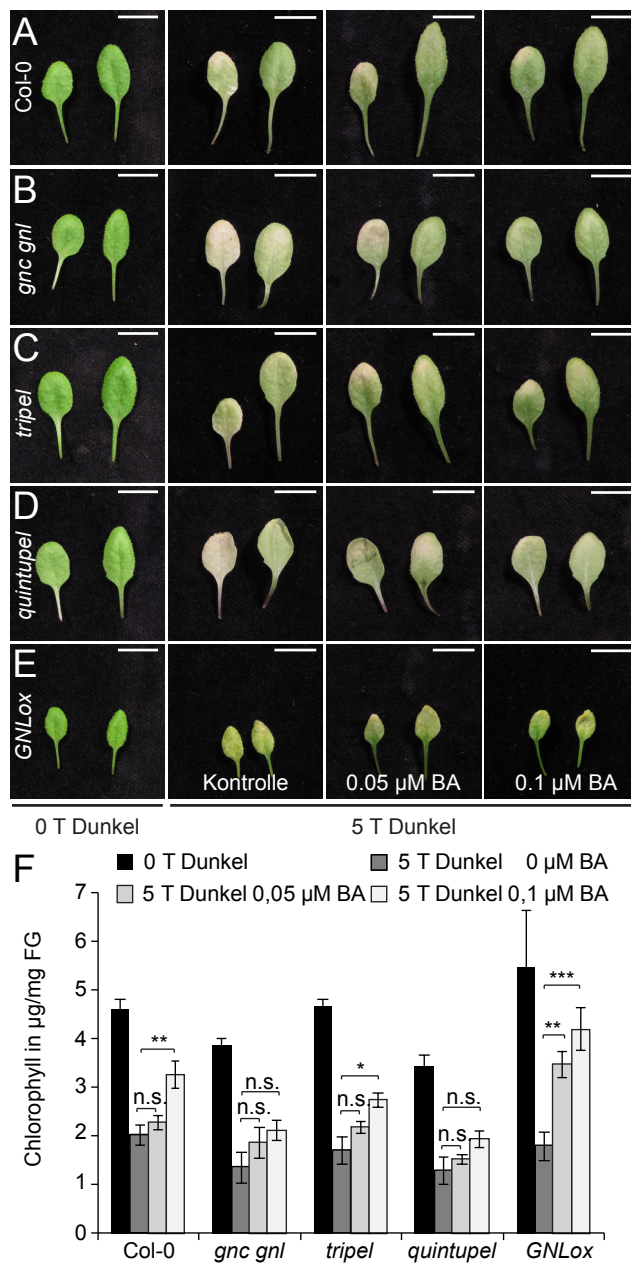 A
Col-0
B
gnc gnl
C
tripel
D
quintupel
E
GNLox
Kontrolle
0.05 µM BA
0.1 µM BA
0 T Dunkel
5 T Dunkel
F
0 T Dunkel
5 T Dunkel 0 µM BA
5 T Dunkel 0,05 µM BA
5 T Dunkel 0,1 µM BA
Chlorophyll in µg/mg FG
7
6
5
4
3
2
1
0
**
n.s.
n.s.
n.s.
*
n.s.
n.s.
n.s.
***
**
Col-0
gnc gnl
tripel
quintupel
GNLox